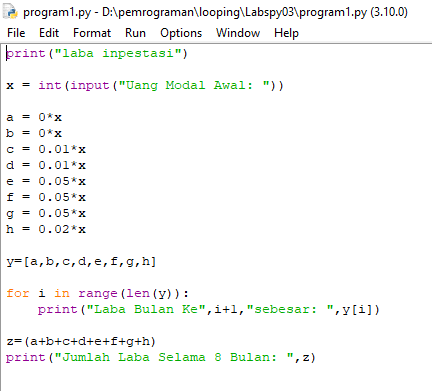 program1.py - D:\pemrograman\looping\Labspy03\program1.py (3.10.0)
File Edit Format Run Options Window Help
print("laba inpestasi")
x = int(input("Uang Modal Awal: "))
a = 0*x
b = 0*x
c = 0.01*x
d = 0.01*x
e = 0.05*x
f = 0.05*x
g = 0.05*x
h = 0.02*x
y=[a,b,c,d,e,f,g,h]
for i in range(len(y)):
    print("Laba Bulan Ke",i+1,"sebesar: ",y[i])
z=(a+b+c+d+e+f+g+h)
print("Jumlah Laba Selama 8 Bulan: ",z)